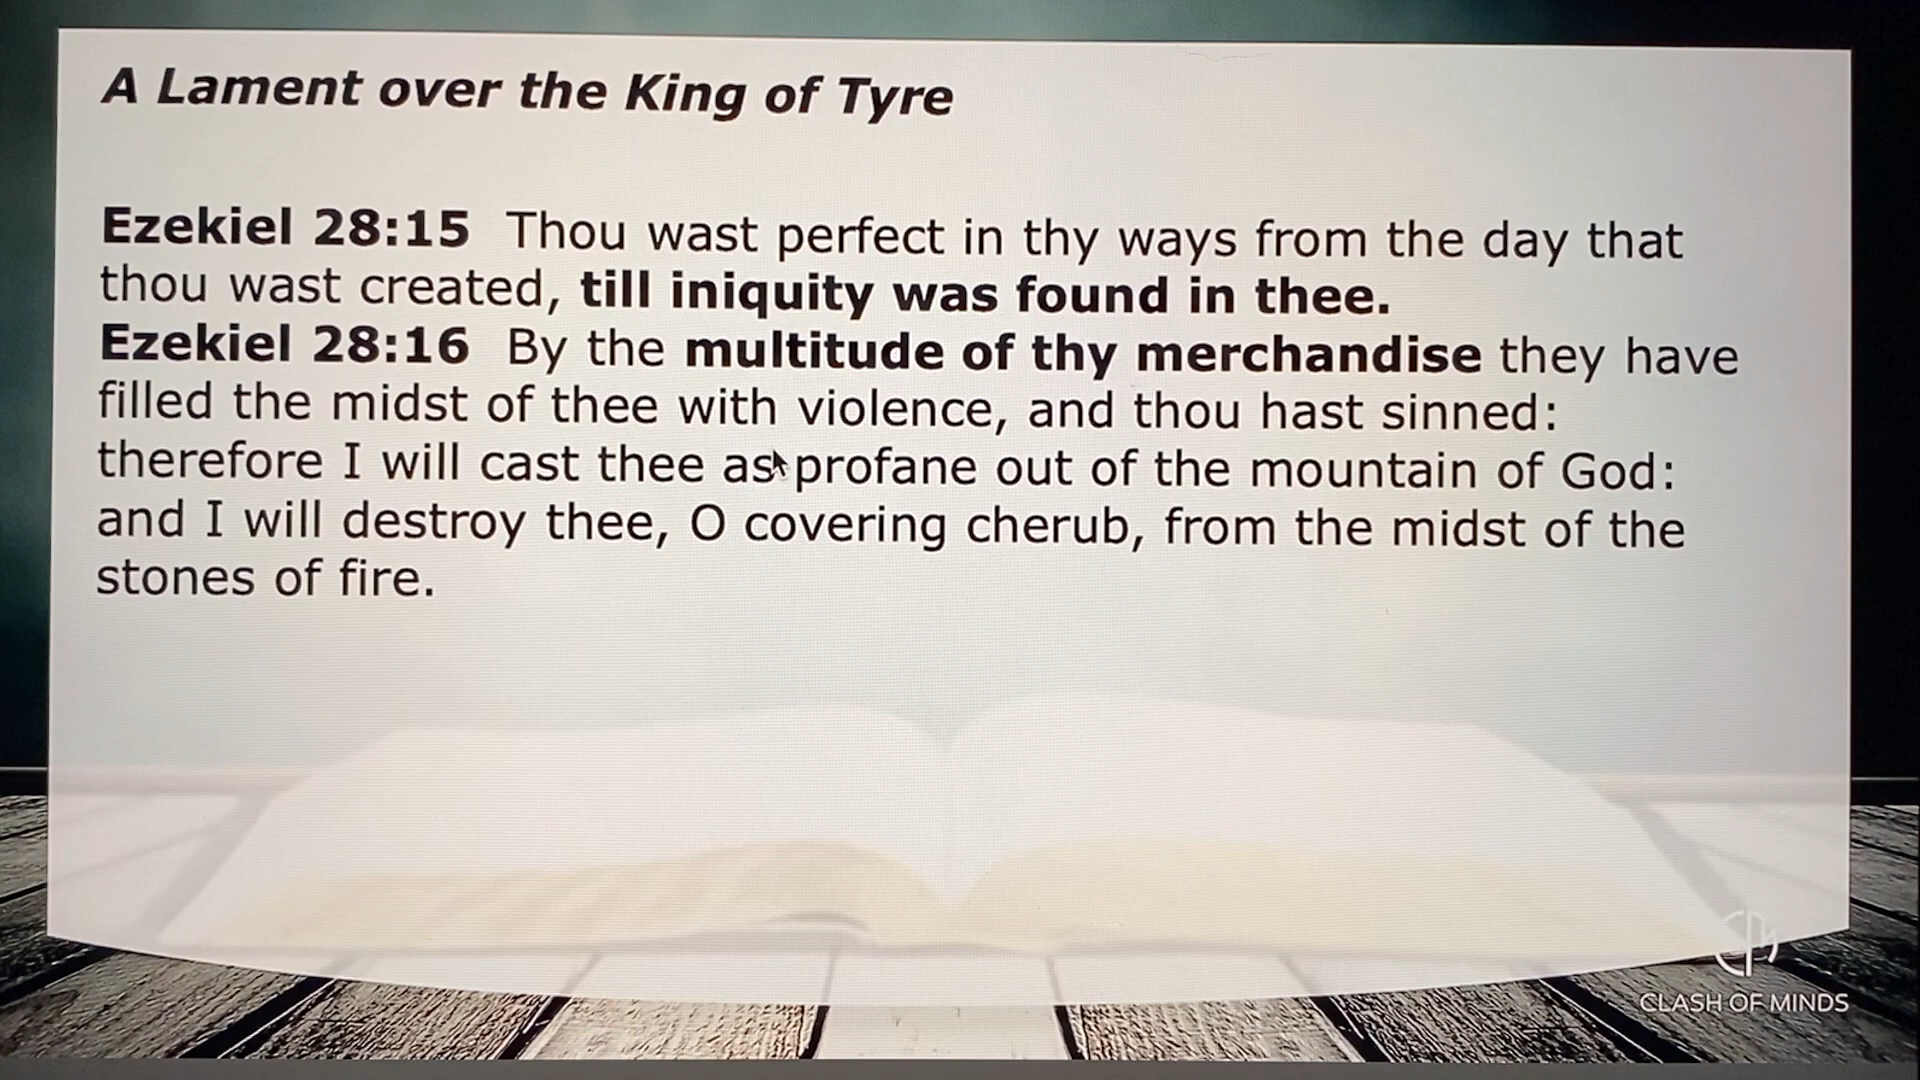 A Lament over the King of Tyre
Ezekiel 28:15 Thou wast perfect in thy ways from the day that
thou wast created, till iniquity was found in thee.
Ezekiel 28:16 By the multitude of thy merchandise they have
filled the midst of thee with violence, and thou hast sinned:
therefore I will cast thee as profane out of the mountain of God:
and I will destroy thee, O covering cherub, from the midst of the
stones of fire.
CLASH OF MINDS